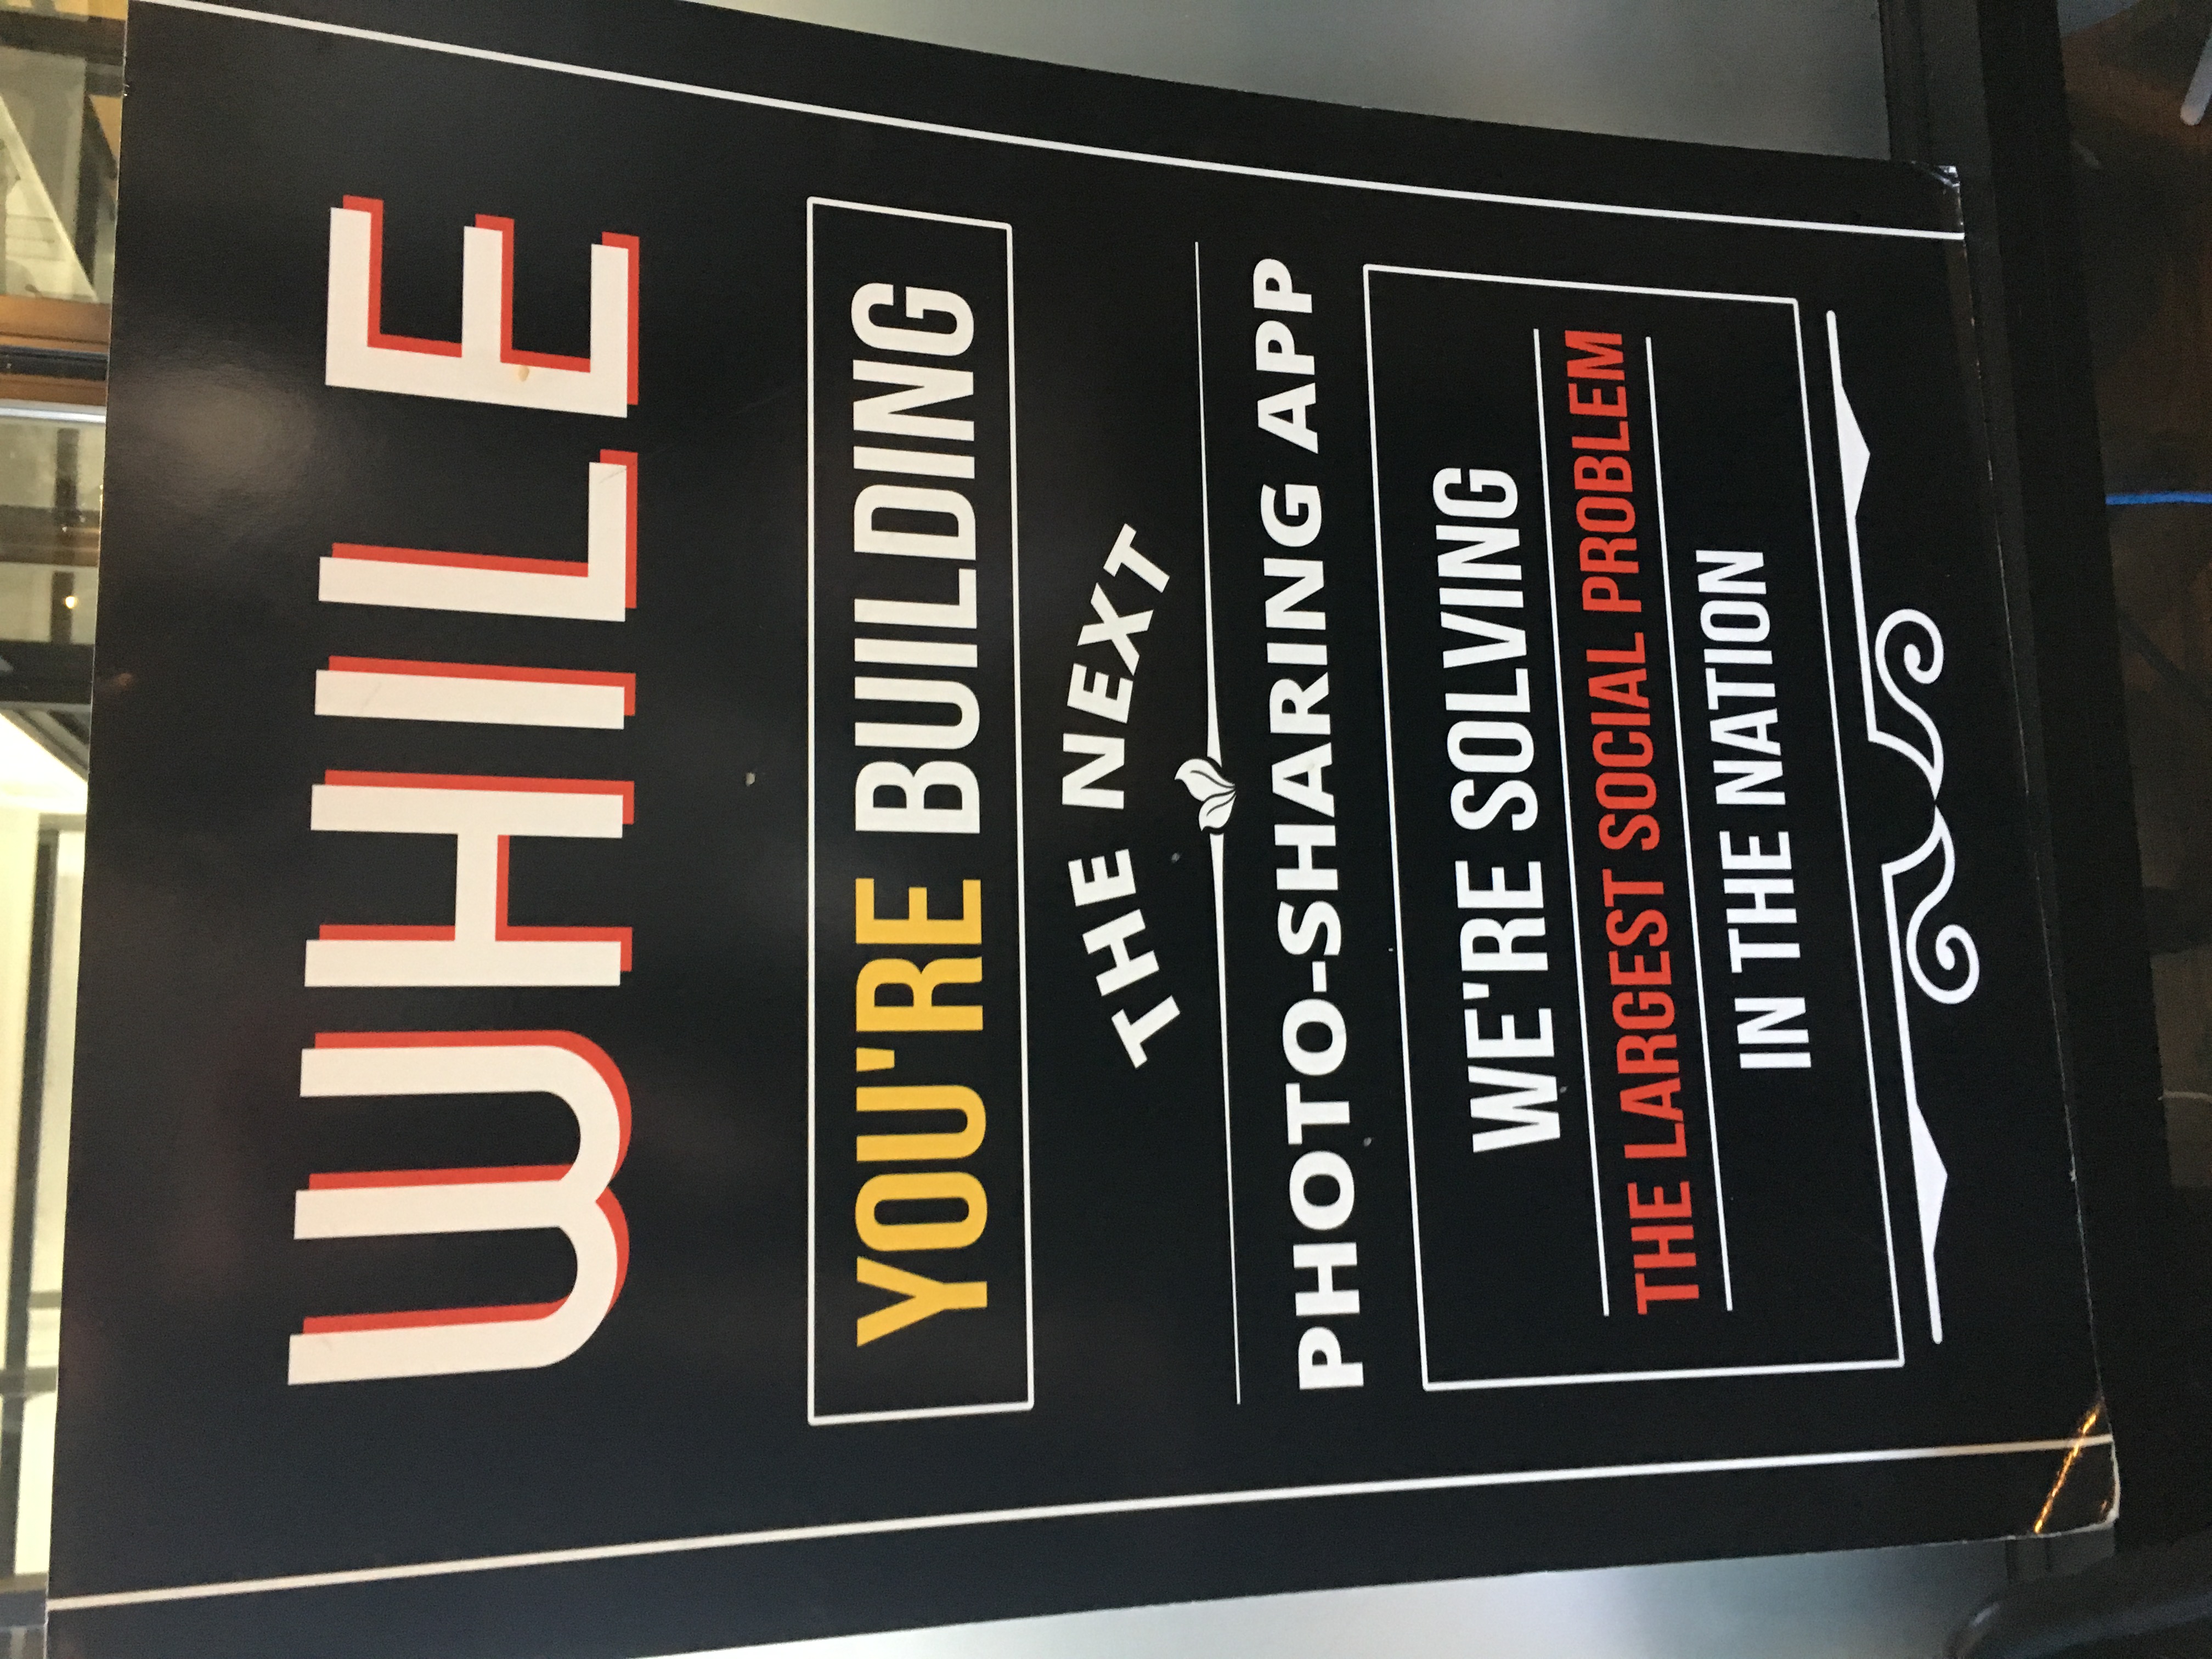 WHILE
YOU'RE BUILDING
THE NEXT
PHOTO-SHARING APP
WE'RE SOLVING
THE LARGEST SOCIAL PROBLEM
IN THE NATION